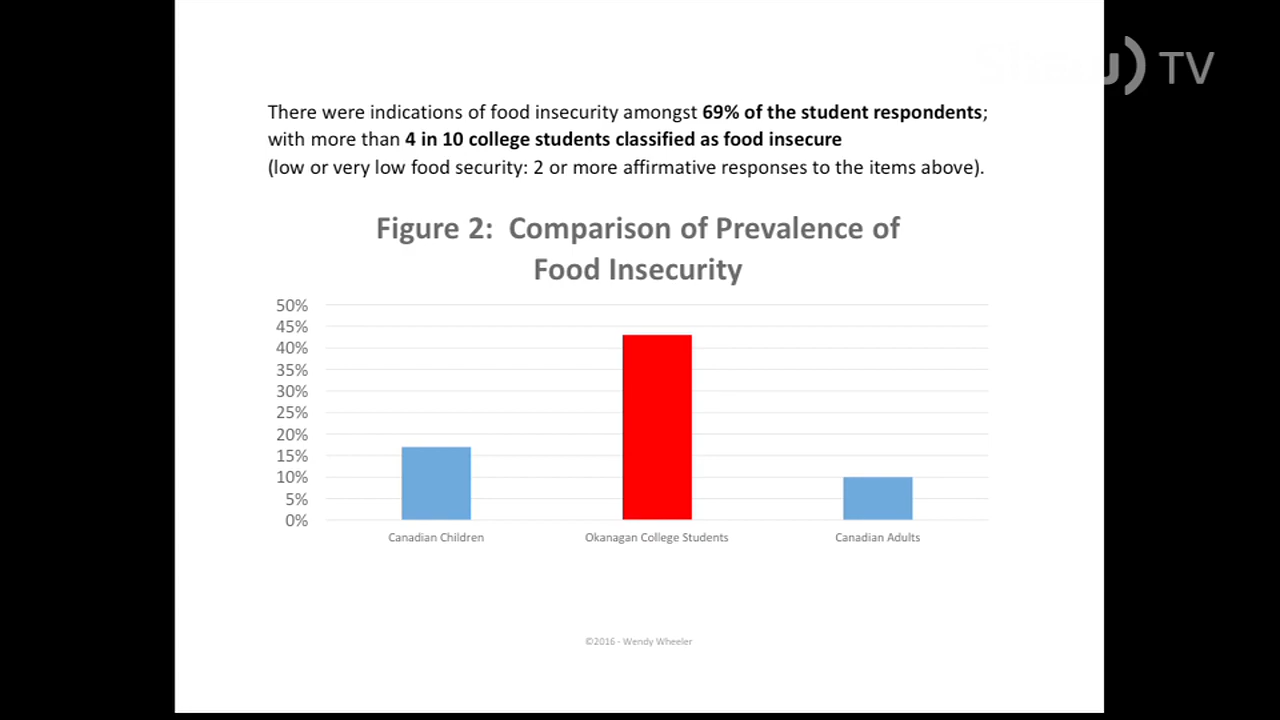 TV
There were indications of food insecurity amongst 69% of the student respondents;
with more than 4 in 10 college students classified as food insecure
(low or very low food security: 2 or more affirmative responses to the items above).
Figure 2: Comparison of Prevalence of
Food Insecurity
50%
45%
40%
35%
30%
25%
20%
15%
10%
5%
0%
Canadian Children Okanagan College Students Canadian Adults
©2016 - Wendy Wheeler